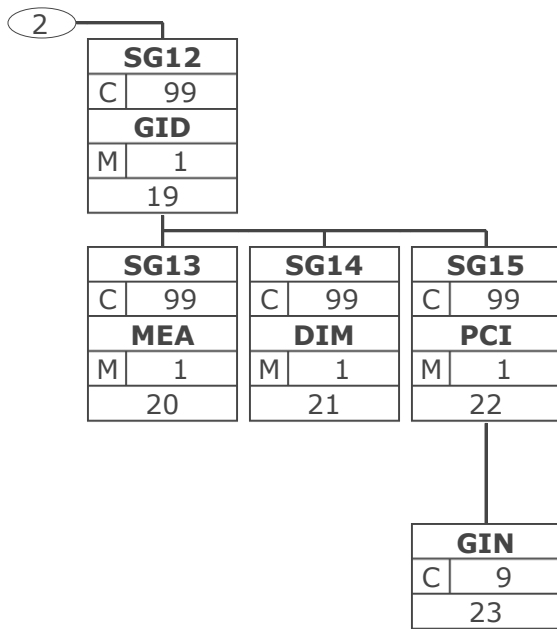 2
SG12
C 99
GID
M 1
19
SG13 SG14 SG15
C 99 C 99 C 99
MEA DIM PCI
M 1 M 1 M 1
20 21 22
GIN
C 9
23